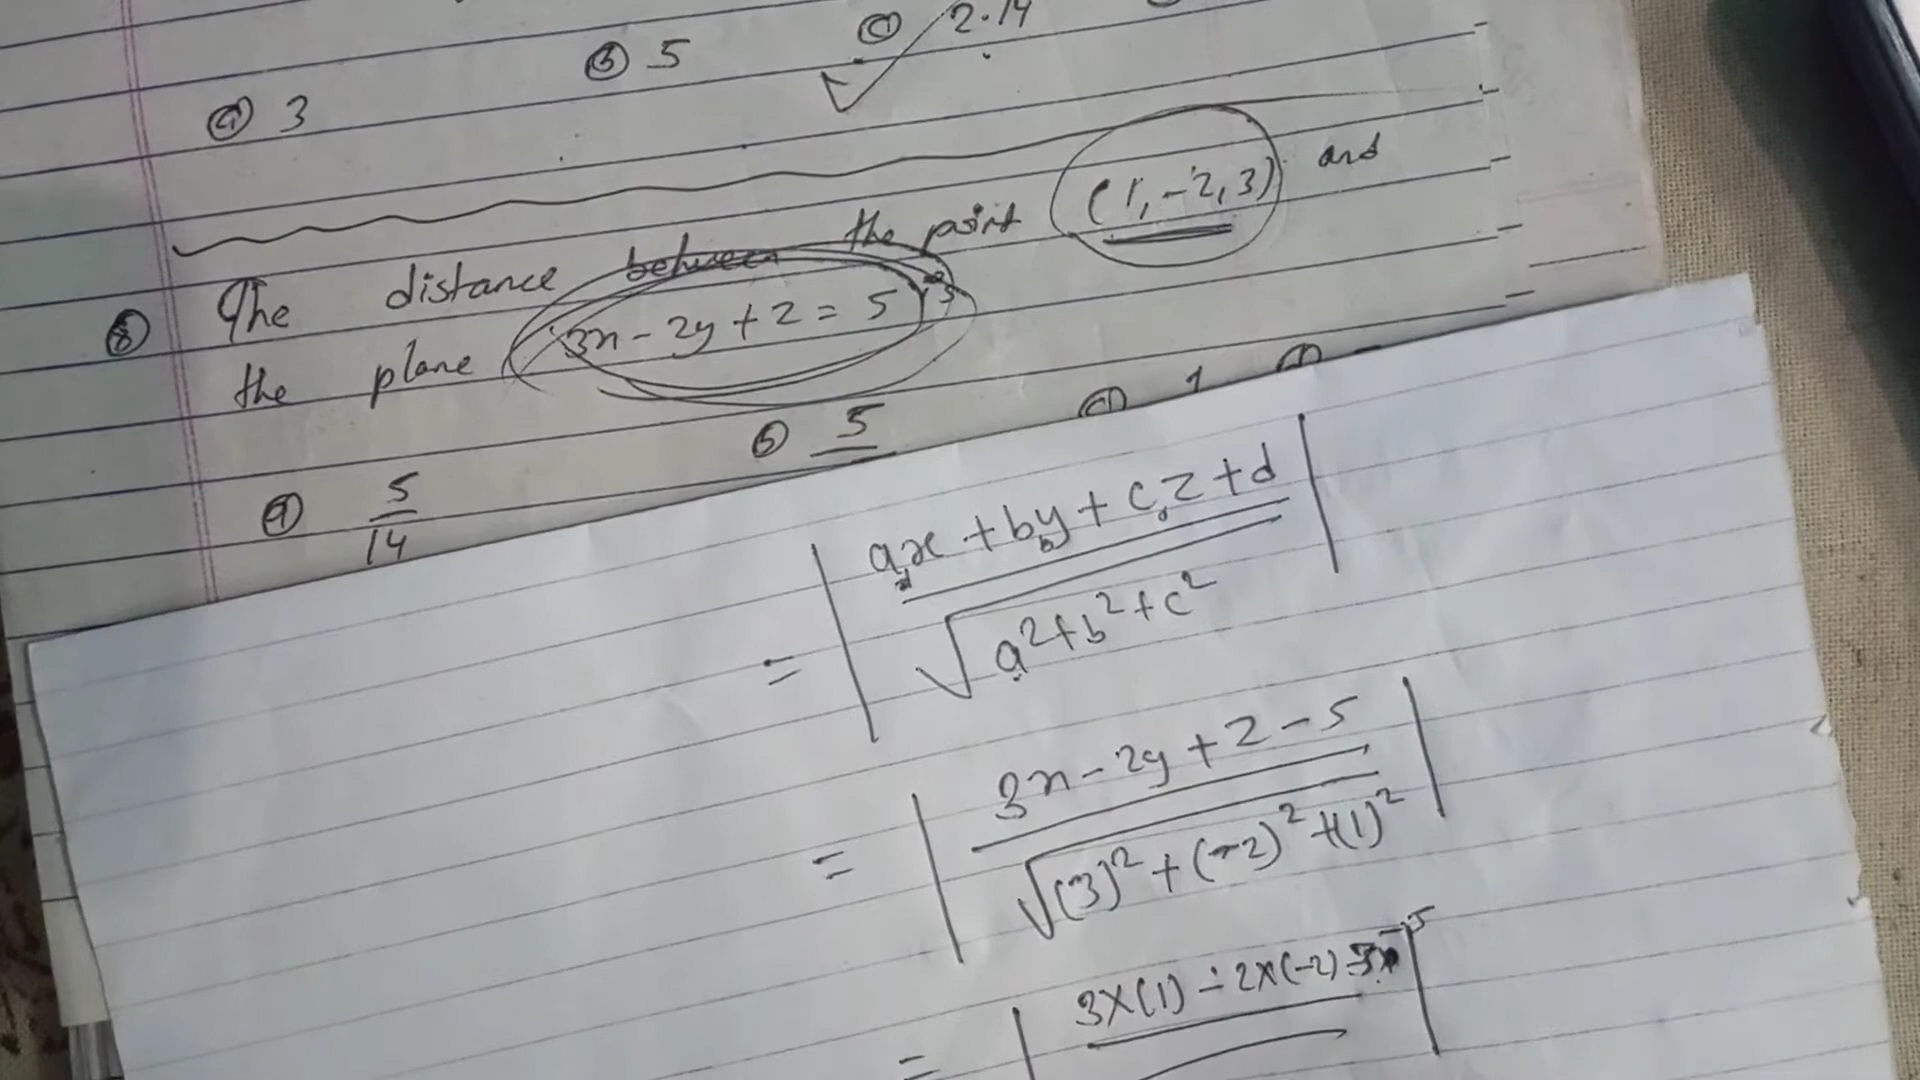 (b) 5 (c) 2.14
(a) 3
(8) The distance between the point (1, -2, 3) and
the plane 3x - 2y + z = 5 is
(a) 5/14 (b) 5 (c) 1
= | ax + by + cz + d / √a² + b² + c² |
= | 3x - 2y + z - 5 / √(3)² + (-2)² + (1)² |
= | 3×(1) - 2×(-2) - 5 |